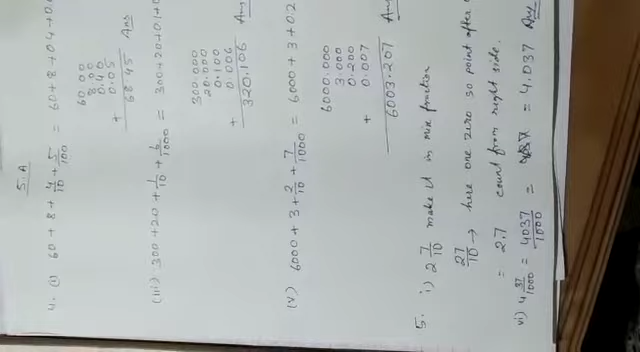 5.A
4. (i) 60 + 8 + 4/10 + 5/100 = 60 + 8 + 0.4 +
60.00
8.00
0.40
+ 0.05
68.45 Ans
(iii) 300 + 20 + 1/10 + 6/1000 = 300 + 20 + 0.1 +
300.000
20.000
0.100
+ 0.006
320.106 Ans
(v) 6000 + 3 + 2/10 + 7/1000 = 6000 + 3 + 0.2
6000.000
3.000
0.200
+ 0.007
6003.207 Ans
5. i) 2 7/10 make it in mix fraction
27/10 → here one zero so point after
= 2.7 count from right side.
vi) 4 37/1000 = 4037/1000 = = 4.037 Ans